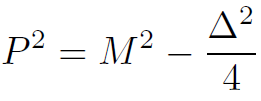 P² = M² − Δ²/4